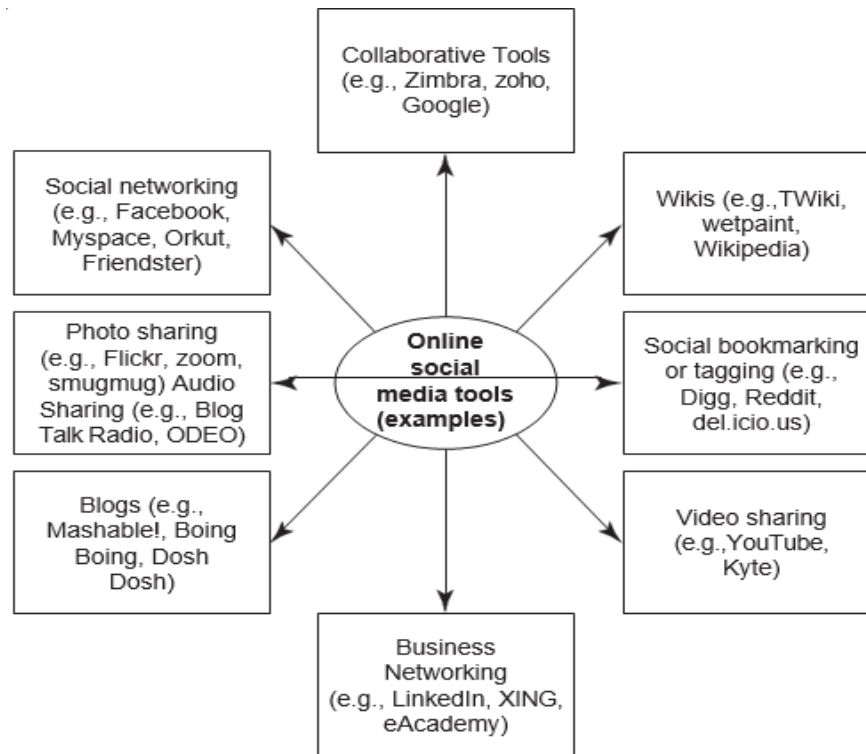 Collaborative Tools
(e.g., Zimbra, zoho,
Google)
Social networking
(e.g., Facebook,
Myspace, Orkut,
Friendster)
Wikis (e.g.,TWiki,
wetpaint,
Wikipedia)
Photo sharing
(e.g., Flickr, zoom,
smugmug) Audio
Sharing (e.g., Blog
Talk Radio, ODEO)
Online
social
media tools
(examples)
Social bookmarking
or tagging (e.g.,
Digg, Reddit,
del.icio.us)
Blogs (e.g.,
Mashable!, Boing
Boing, Dosh
Dosh)
Video sharing
(e.g.,YouTube,
Kyte)
Business
Networking
(e.g., LinkedIn, XING,
eAcademy)